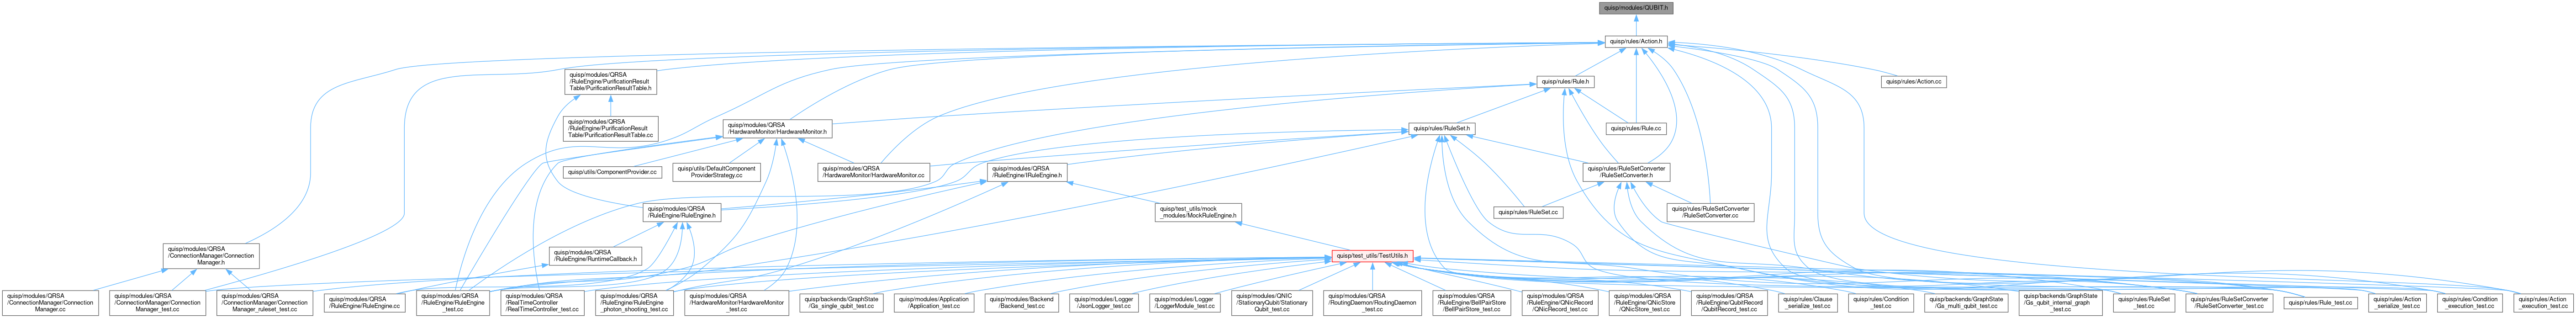 quisp/modules/QUBIT.h
quisp/rules/Action.h
quisp/modules/QRSA
/RuleEngine/PurificationResult
Table/PurificationResultTable.h
quisp/rules/Rule.h
quisp/rules/Action.cc
quisp/modules/QRSA
/RuleEngine/PurificationResult
Table/PurificationResultTable.cc
quisp/modules/QRSA
/HardwareMonitor/HardwareMonitor.h
quisp/rules/RuleSet.h
quisp/rules/Rule.cc
quisp/utils/ComponentProvider.cc
quisp/utils/DefaultComponent
ProviderStrategy.cc
quisp/modules/QRSA
/HardwareMonitor/HardwareMonitor.cc
quisp/modules/QRSA
/RuleEngine/IRuleEngine.h
quisp/rules/RuleSetConverter
/RuleSetConverter.h
quisp/modules/QRSA
/RuleEngine/RuleEngine.h
quisp/test_utils/mock
_modules/MockRuleEngine.h
quisp/rules/RuleSet.cc
quisp/rules/RuleSetConverter
/RuleSetConverter.cc
quisp/modules/QRSA
/ConnectionManager/Connection
Manager.h
quisp/modules/QRSA
/RuleEngine/RuntimeCallback.h
quisp/test_utils/TestUtils.h
quisp/modules/QRSA
/ConnectionManager/Connection
Manager.cc
quisp/modules/QRSA
/ConnectionManager/Connection
Manager_test.cc
quisp/modules/QRSA
/ConnectionManager/Connection
Manager_ruleset_test.cc
quisp/modules/QRSA
/RuleEngine/RuleEngine.cc
quisp/modules/QRSA
/RuleEngine/RuleEngine
_test.cc
quisp/modules/QRSA
/RealTimeController
/RealTimeController_test.cc
quisp/modules/QRSA
/RuleEngine/RuleEngine
_photon_shooting_test.cc
quisp/modules/QRSA
/HardwareMonitor/HardwareMonitor
_test.cc
quisp/backends/GraphState
/Gs_single_qubit_test.cc
quisp/modules/Application
/Application_test.cc
quisp/modules/Backend
/Backend_test.cc
quisp/modules/Logger
/JsonLogger_test.cc
quisp/modules/Logger
/LoggerModule_test.cc
quisp/modules/QNIC
/StationaryQubit/Stationary
Qubit_test.cc
quisp/modules/QRSA
/RoutingDaemon/RoutingDaemon
_test.cc
quisp/modules/QRSA
/RuleEngine/BellPairStore
/BellPairStore_test.cc
quisp/modules/QRSA
/RuleEngine/QNicRecord
/QNicRecord_test.cc
quisp/modules/QRSA
/RuleEngine/QNicStore
/QNicStore_test.cc
quisp/modules/QRSA
/RuleEngine/QubitRecord
/QubitRecord_test.cc
quisp/rules/Clause
_serialize_test.cc
quisp/rules/Condition
_test.cc
quisp/backends/GraphState
/Gs_multi_qubit_test.cc
quisp/backends/GraphState
/Gs_qubit_internal_graph
_test.cc
quisp/rules/RuleSet
_test.cc
quisp/rules/RuleSetConverter
/RuleSetConverter_test.cc
quisp/rules/Rule_test.cc
quisp/rules/Action
_serialize_test.cc
quisp/rules/Condition
_execution_test.cc
quisp/rules/Action
_execution_test.cc